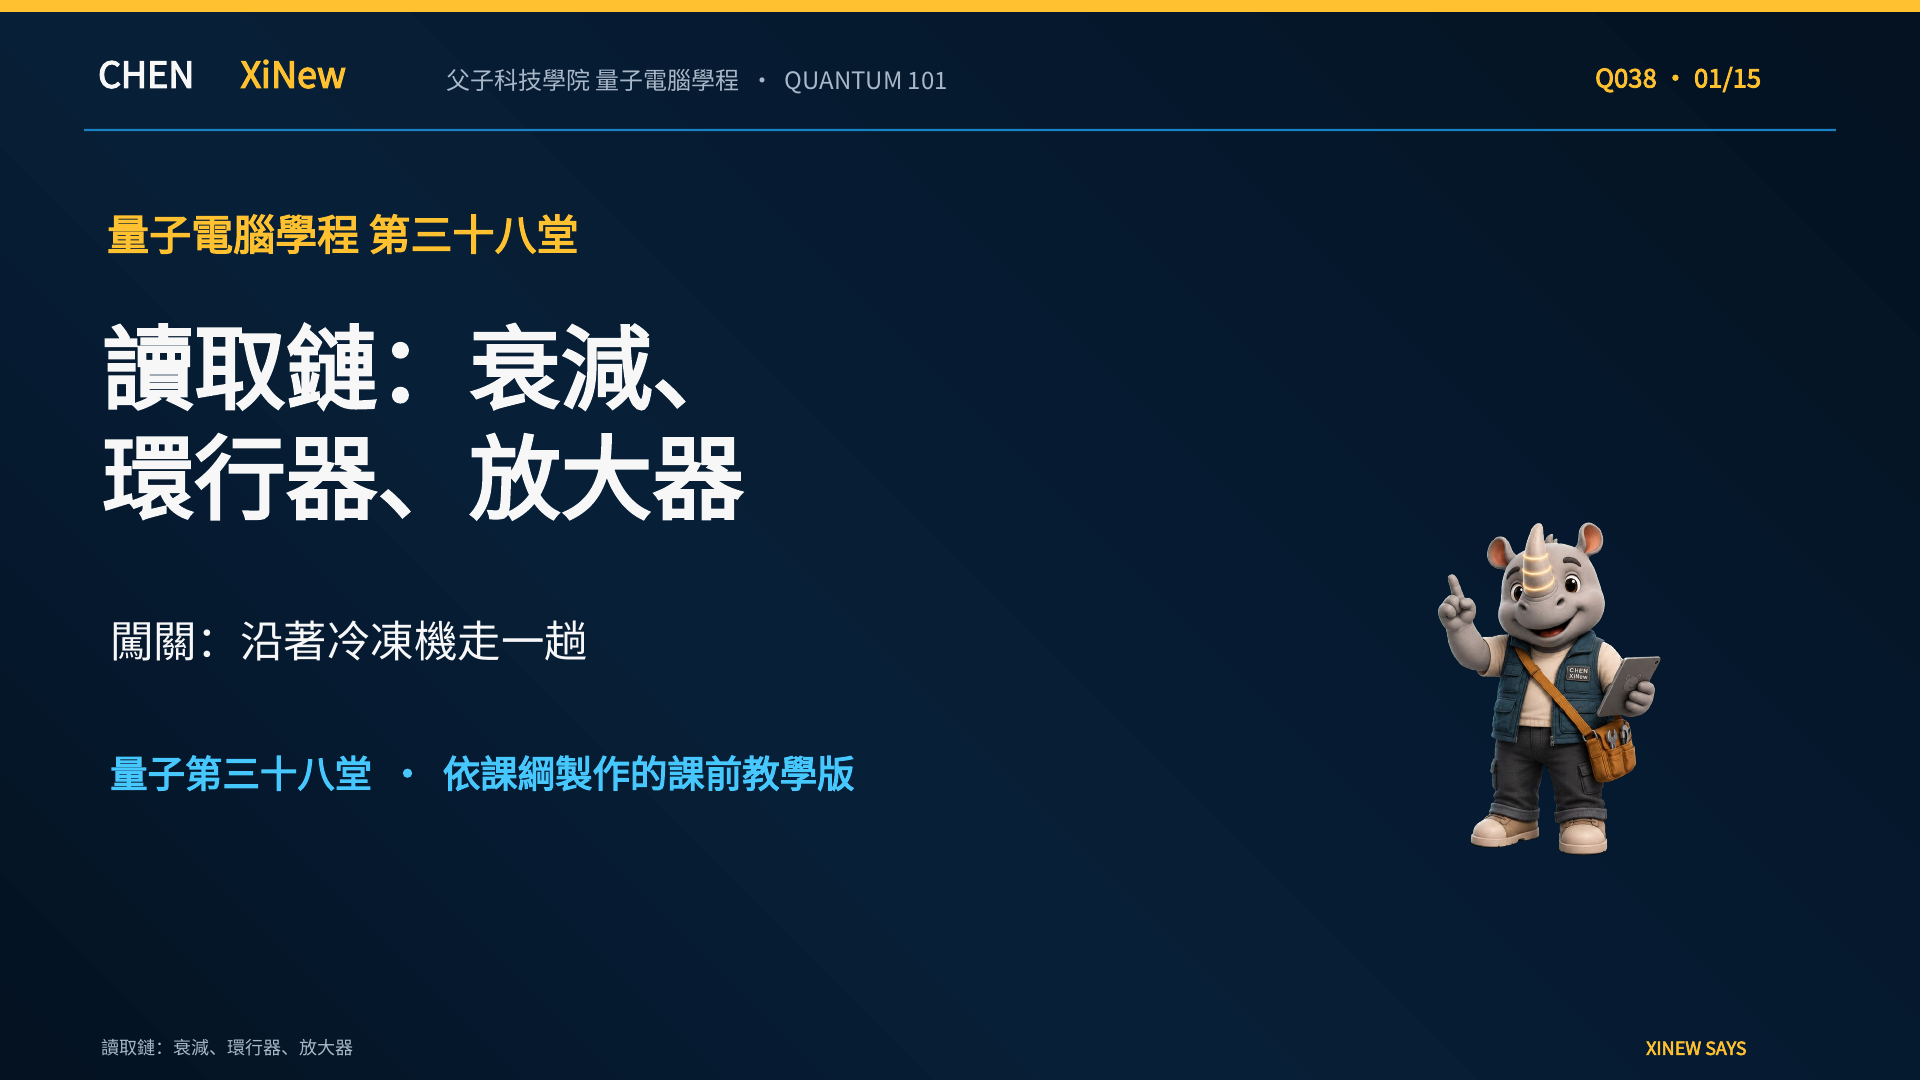 CHEN XiNew 父子科技學院 量子電腦學程 • QUANTUM 101 Q038 • 01/15
量子電腦學程 第三十八堂
讀取鏈：衰減、
環行器、放大器
闖關：沿著冷凍機走一趟
CHEN
XiNew
量子第三十八堂 • 依課綱製作的課前教學版
讀取鏈：衰減、環行器、放大器 XINEW SAYS